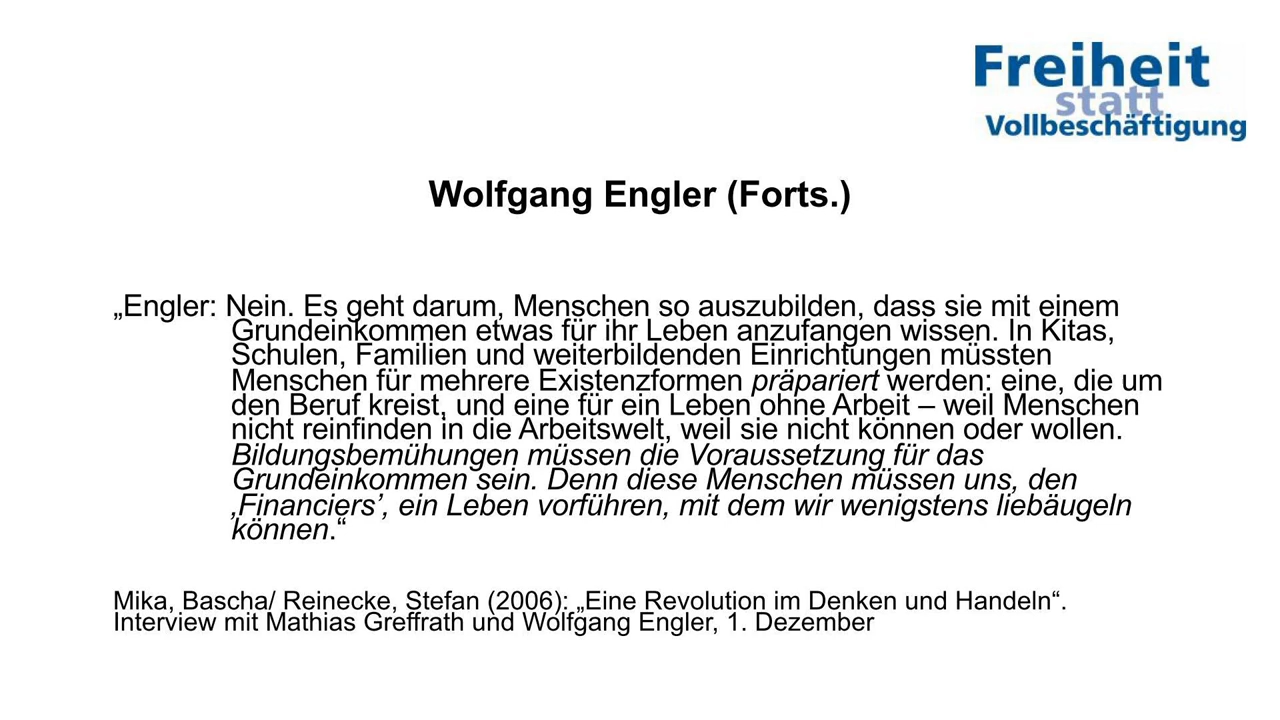 Freiheit
statt
Vollbeschäftigung
Wolfgang Engler (Forts.)
„Engler: Nein. Es geht darum, Menschen so auszubilden, dass sie mit einem
Grundeinkommen etwas für ihr Leben anzufangen wissen. In Kitas,
Schulen, Familien und weiterbildenden Einrichtungen müssten
Menschen für mehrere Existenzformen präpariert werden: eine, die um
den Beruf kreist, und eine für ein Leben ohne Arbeit – weil Menschen
nicht reinfinden in die Arbeitswelt, weil sie nicht können oder wollen.
Bildungsbemühungen müssen die Voraussetzung für das
Grundeinkommen sein. Denn diese Menschen müssen uns, den
‚Financiers’, ein Leben vorführen, mit dem wir wenigstens liebäugeln
können.“
Mika, Bascha/ Reinecke, Stefan (2006): „Eine Revolution im Denken und Handeln“.
Interview mit Mathias Greffrath und Wolfgang Engler, 1. Dezember